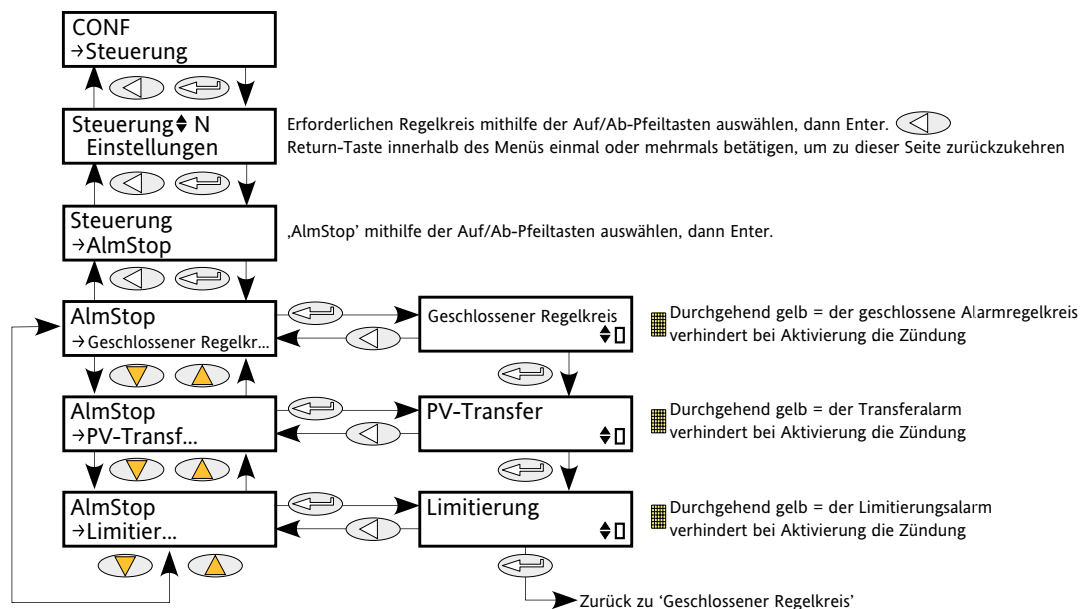 CONF
→Steuerung
Steuerung N
Einstellungen
Erforderlichen Regelkreis mithilfe der Auf/Ab-Pfeiltasten auswählen, dann Enter.
Return-Taste innerhalb des Menüs einmal oder mehrmals betätigen, um zu dieser Seite zurückzukehren
Steuerung
→AlmStop
‚AlmStop' mithilfe der Auf/Ab-Pfeiltasten auswählen, dann Enter.
AlmStop
→Geschlossener Regelkr...
Geschlossener Regelkreis
Durchgehend gelb = der geschlossene Alarmregelkreis
verhindert bei Aktivierung die Zündung
AlmStop
→PV-Transf...
PV-Transfer
Durchgehend gelb = der Transferalarm
verhindert bei Aktivierung die Zündung
AlmStop
→Limitier...
Limitierung
Durchgehend gelb = der Limitierungsalarm
verhindert bei Aktivierung die Zündung
Zurück zu 'Geschlossener Regelkreis'